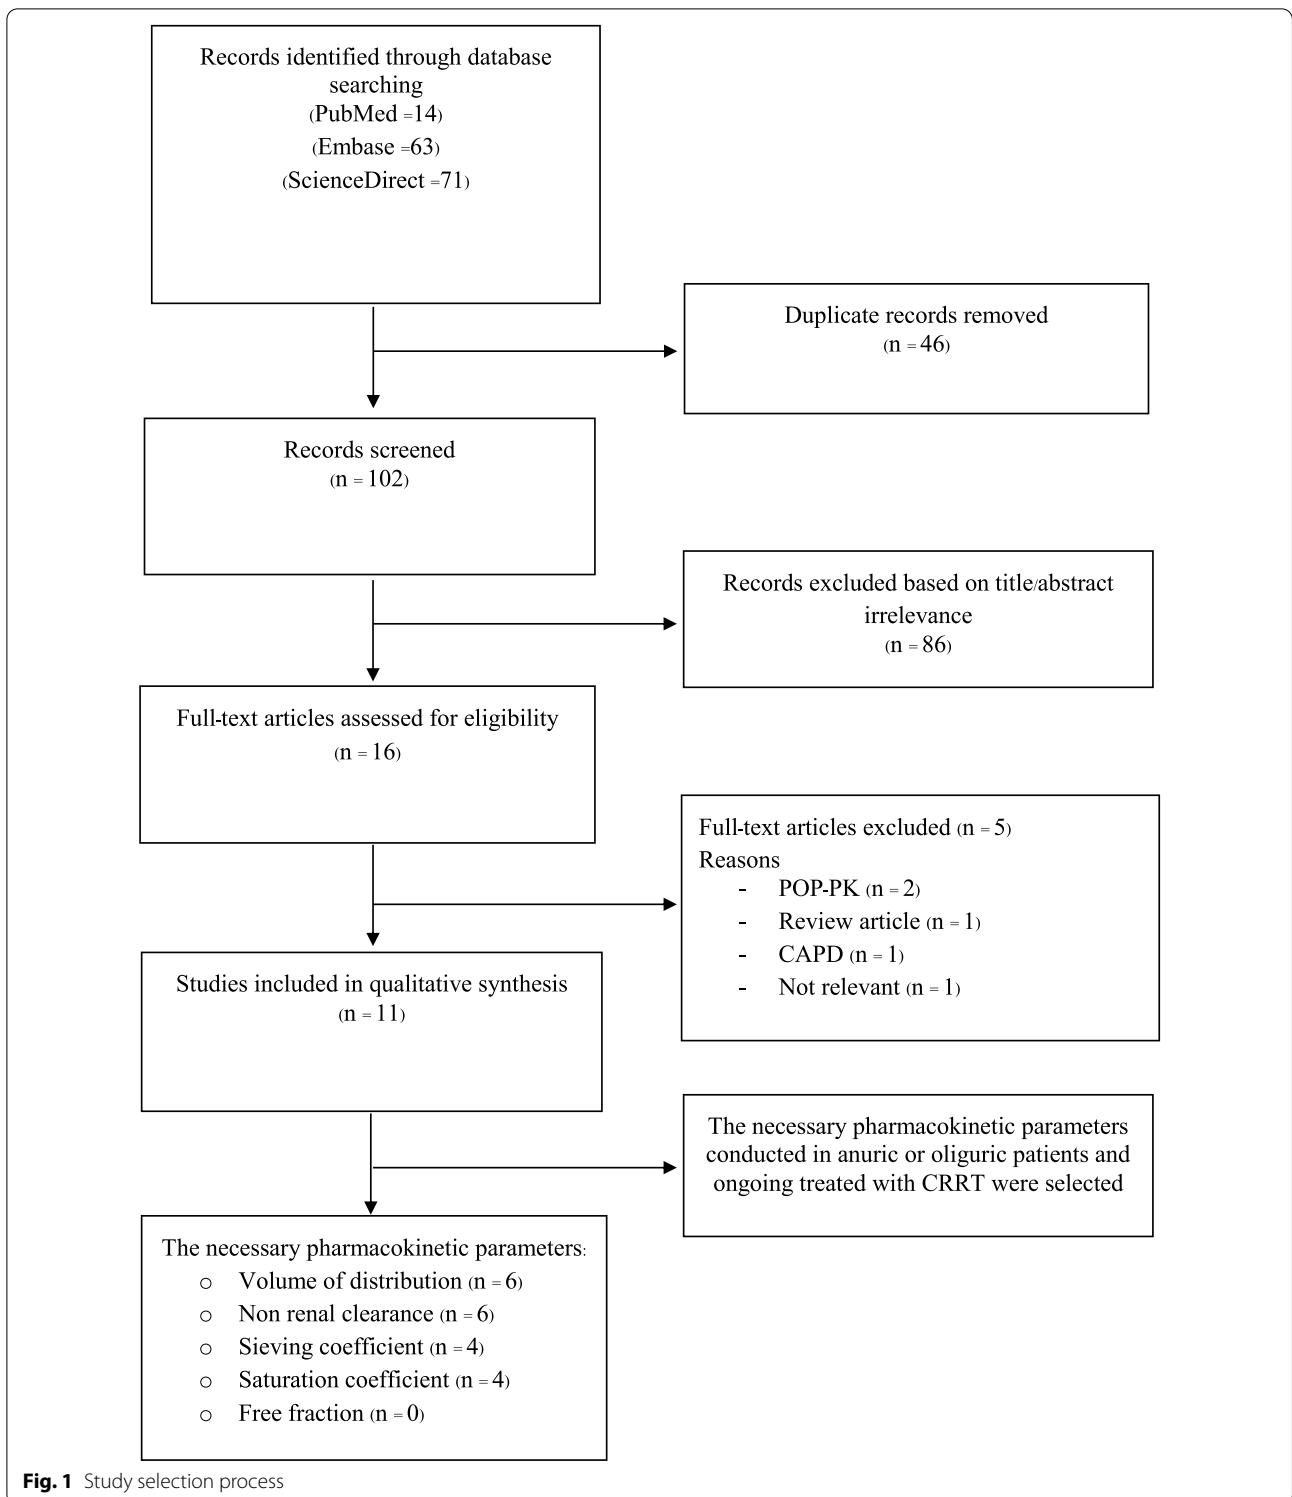 Records identified through database
searching
(PubMed =14)
(Embase =63)
(ScienceDirect =71)
Duplicate records removed
(n = 46)
Records screened
(n = 102)
Records excluded based on title/abstract
irrelevance
(n = 86)
Full-text articles assessed for eligibility
(n = 16)
Full-text articles excluded (n = 5)
Reasons
- POP-PK (n = 2)
- Review article (n = 1)
- CAPD (n = 1)
- Not relevant (n = 1)
Studies included in qualitative synthesis
(n = 11)
The necessary pharmacokinetic parameters
conducted in anuric or oliguric patients and
ongoing treated with CRRT were selected
The necessary pharmacokinetic parameters:
o Volume of distribution (n = 6)
o Non renal clearance (n = 6)
o Sieving coefficient (n = 4)
o Saturation coefficient (n = 4)
o Free fraction (n = 0)
Fig. 1 Study selection process